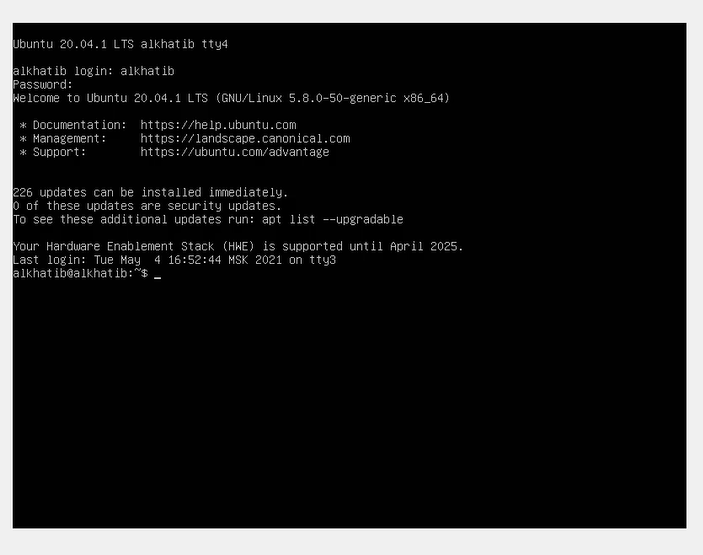 Ubuntu 20.04.1 LTS alkhatib tty4
alkhatib login: alkhatib
Password:
Welcome to Ubuntu 20.04.1 LTS (GNU/Linux 5.8.0-50-generic x86_64)
* Documentation:  https://help.ubuntu.com
* Management:     https://landscape.canonical.com
* Support:        https://ubuntu.com/advantage
226 updates can be installed immediately.
0 of these updates are security updates.
To see these additional updates run: apt list --upgradable
Your Hardware Enablement Stack (HWE) is supported until April 2025.
Last login: Tue May  4 16:52:44 MSK 2021 on tty3
alkhatib@alkhatib:~$ _